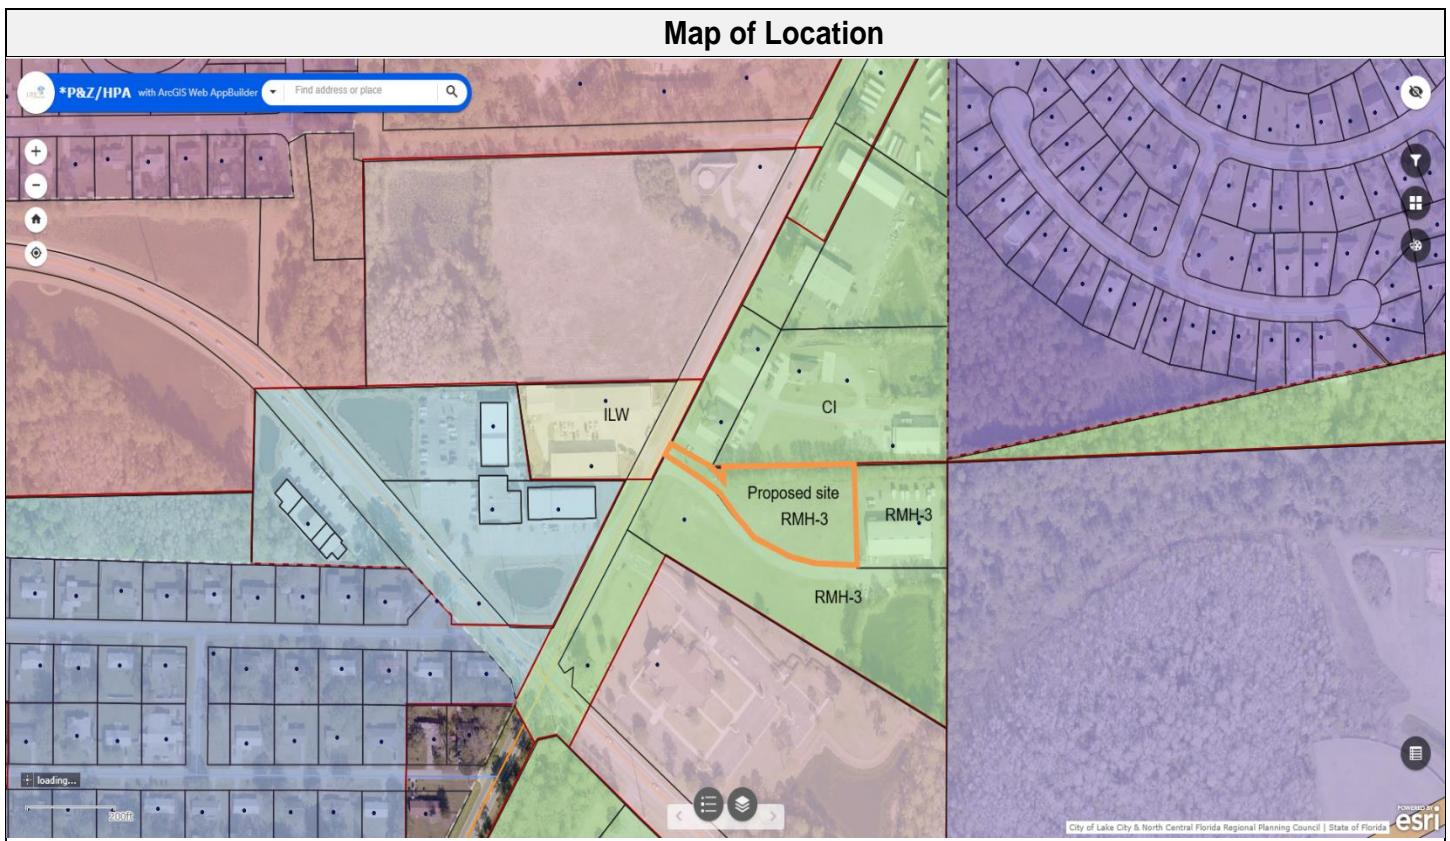 Map of Location
*P&Z/HPA with ArcGIS Web AppBuilder
Find address or place
ILW
CI
Proposed site
RMH-3
RMH-3
RMH-3
loading...
200ft
City of Lake City & North Central Florida Regional Planning Council | State of Florida
POWERED BY
esri